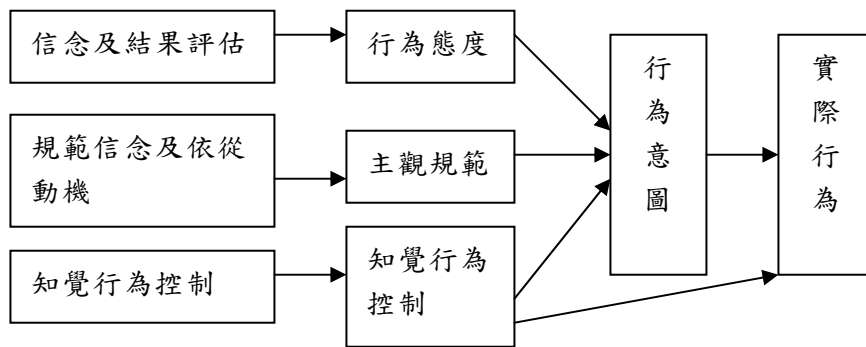 信念及結果評估
行為態度
規範信念及依從
動機
主觀規範
知覺行為控制
知覺行為
控制
行為意圖
實際行為